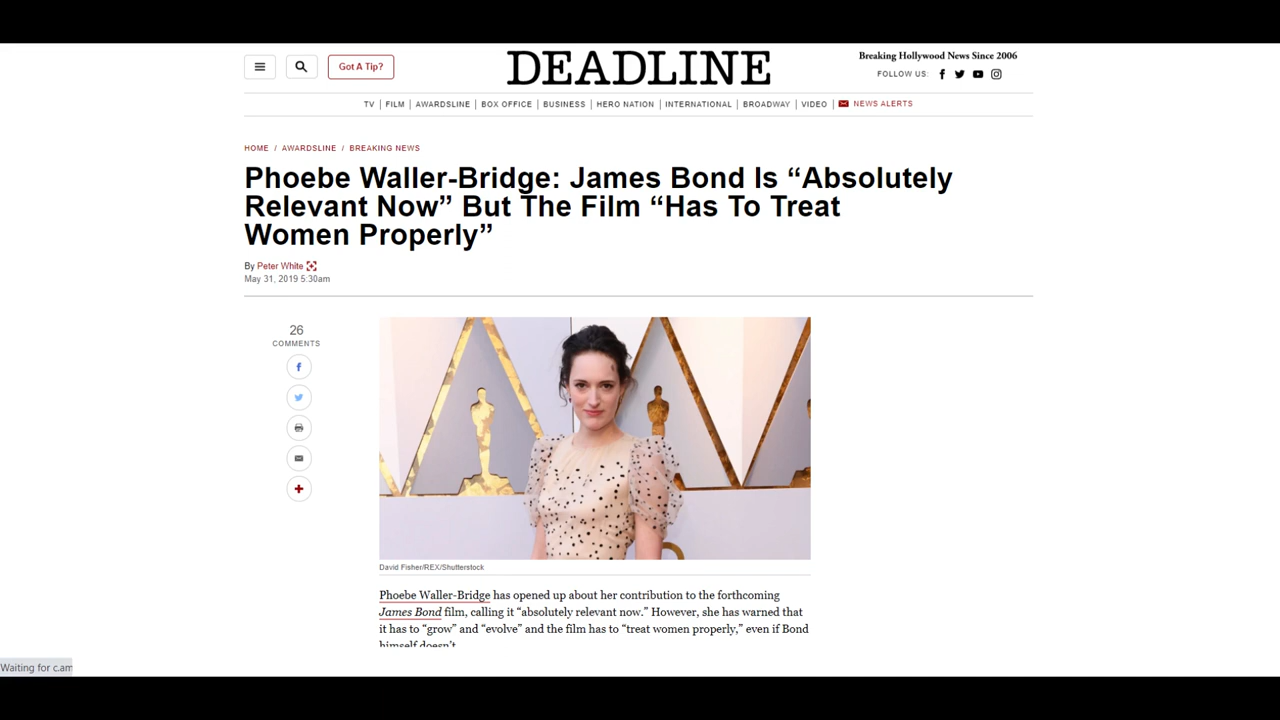 Got A Tip?
DEADLINE
Breaking Hollywood News Since 2006
FOLLOW US:
TV | FILM | AWARDSLINE | BOX OFFICE | BUSINESS | HERO NATION | INTERNATIONAL | BROADWAY | VIDEO / NEWS ALERTS
HOME / AWARDSLINE / BREAKING NEWS
Phoebe Waller-Bridge: James Bond Is “Absolutely
Relevant Now” But The Film “Has To Treat
Women Properly”
By Peter White
May 31, 2019 5:30am
26
COMMENTS
David Fisher/REX/Shutterstock
Phoebe Waller-Bridge has opened up about her contribution to the forthcoming
James Bond film, calling it “absolutely relevant now.” However, she has warned that
it has to “grow” and “evolve” and the film has to “treat women properly,” even if Bond
himself doesn’t.
Waiting for c.am